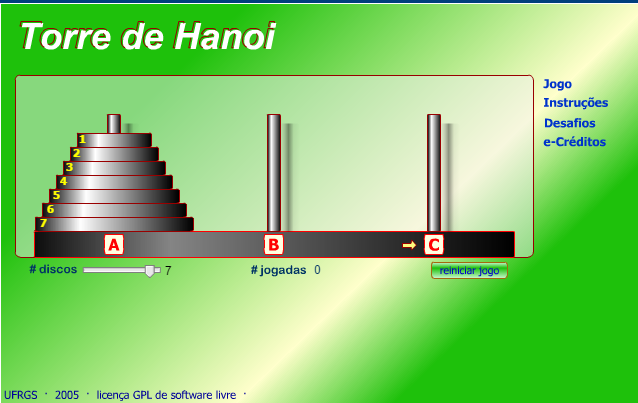 Torre de Hanoi
Jogo
Instruções
Desafios
e-Créditos
1
2
3
4
5
6
7
A B → C
# discos 7 # jogadas 0 reiniciar jogo
UFRGS · 2005 · licença GPL de software livre ·